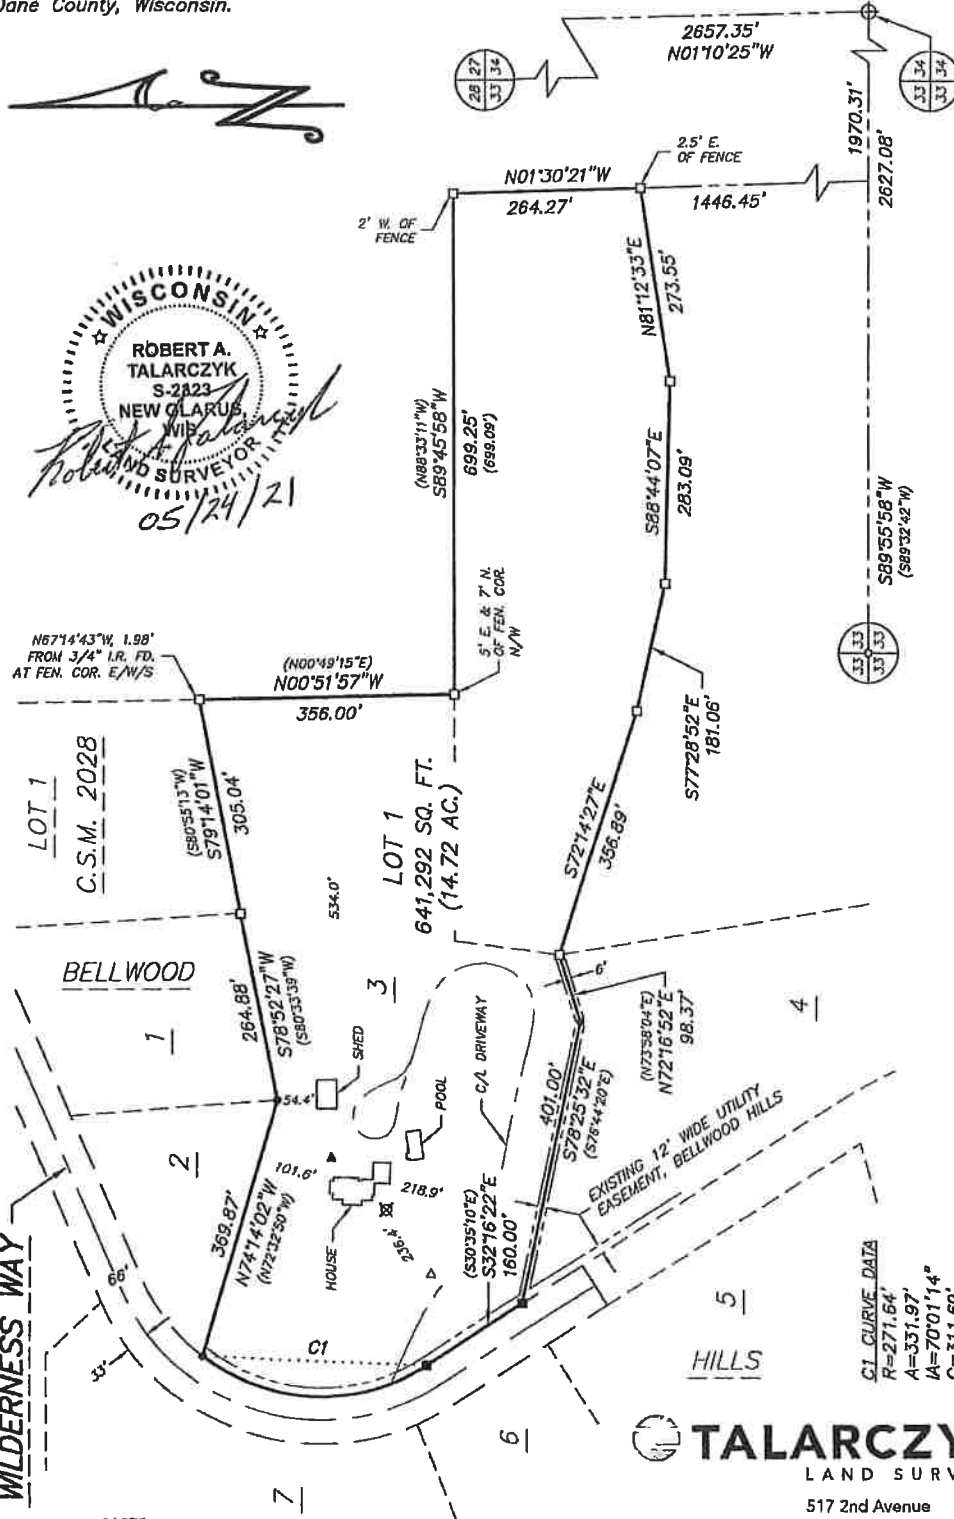 Dane County, Wisconsin.
2657.35'
N01°10'25"W
28 27
33 34
33 34
33 34
1970.31'
2627.08'
2.5' E.
OF FENCE
N01°30'21"W
264.27'
1446.45'
2' W. OF
FENCE
WISCONSIN
ROBERT A.
TALARCZYK
S-2823
NEW GLARUS,
WIS.
LAND SURVEYOR
Robert A. Talarczyk
05/24/21
N81°12'33"E
273.55'
(N88°33'11"W)
S89°45'58"W
699.25'
(699.09')
S88°44'07"E
283.09'
S89°55'58"W
(S89°32'42"W)
33 33
33 33
N67°14'43"W, 1.98'
FROM 3/4" I.R. FD.
AT FEN. COR. E/W/S
(N00°49'15"E)
N00°51'57"W
356.00'
5' E. & 7' N.
OF FEN. COR.
N/W
S77°28'52"E
181.06'
LOT 1
C.S.M. 2028
(S80°55'13"W)
S79°14'01"W
305.04'
LOT 1
641,292 SQ. FT.
(14.72 AC.)
S72°14'27"E
356.89'
534.0'
BELLWOOD
1
264.88'
S78°52'27"W
(S80°33'39"W)
3
6'
(N73°58'04"E)
N72°16'52"E
98.37'
4
SHED
54.4'
C/L DRIVEWAY
POOL
401.00'
S78°25'32"E
(S76°44'20"E)
EXISTING 12' WIDE UTILITY
EASEMENT, BELLWOOD HILLS
2
101.6'
218.9'
HOUSE
236.4'
369.87'
N74°14'02"W
(N72°32'50"W)
(S30°35'10"E)
S32°16'22"E
160.00'
WILDERNESS WAY
66'
33'
C1
5
HILLS
C1 CURVE DATA
R=271.64'
A=331.97'
IA=70°01'14"
C=311.69'
6
7
TALARCZY
LAND SURV
517 2nd Avenue